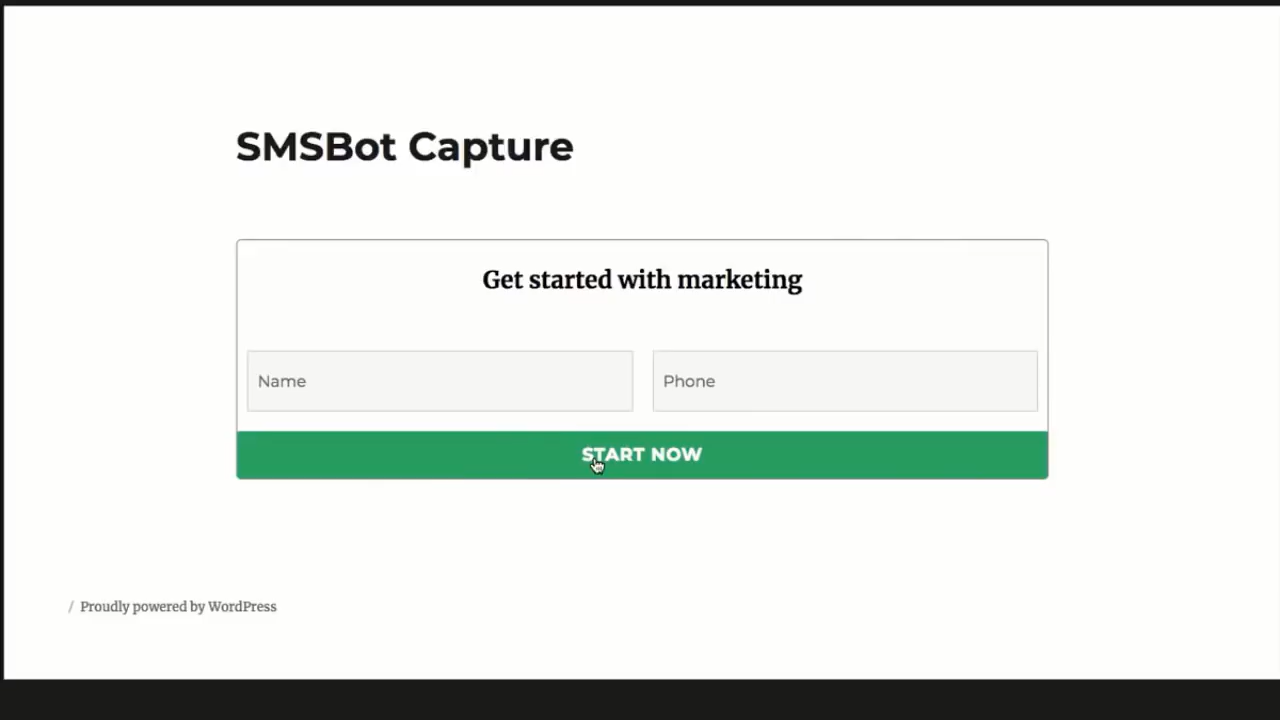 SMSBot Capture
Get started with marketing
Name
Phone
START NOW
/ Proudly powered by WordPress